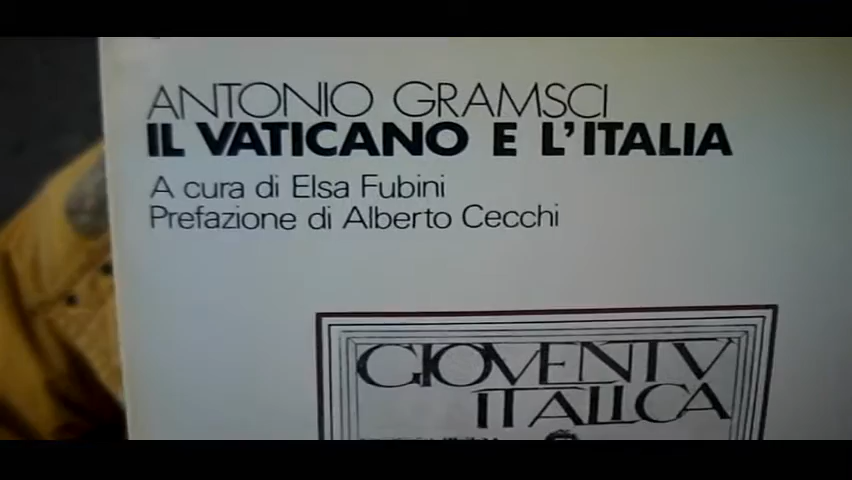 ANTONIO GRAMSCI
IL VATICANO E L'ITALIA
A cura di Elsa Fubini
Prefazione di Alberto Cecchi
GIOVENTV
ITALICA